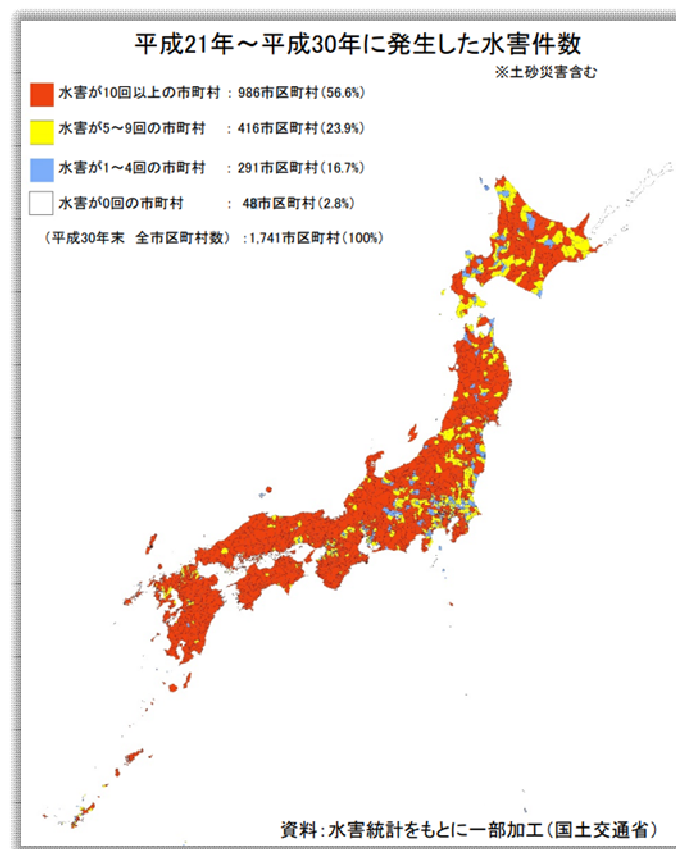 平成21年～平成30年に発生した水害件数
※土砂災害含む
水害が10回以上の市町村 : 986市区町村(56.6%)
水害が5～9回の市町村 : 416市区町村(23.9%)
水害が1～4回の市町村 : 291市区町村(16.7%)
水害が0回の市町村 : 48市区町村(2.8%)
(平成30年末 全市区町村数) :1,741市区町村(100%)
資料:水害統計をもとに一部加工(国土交通省)